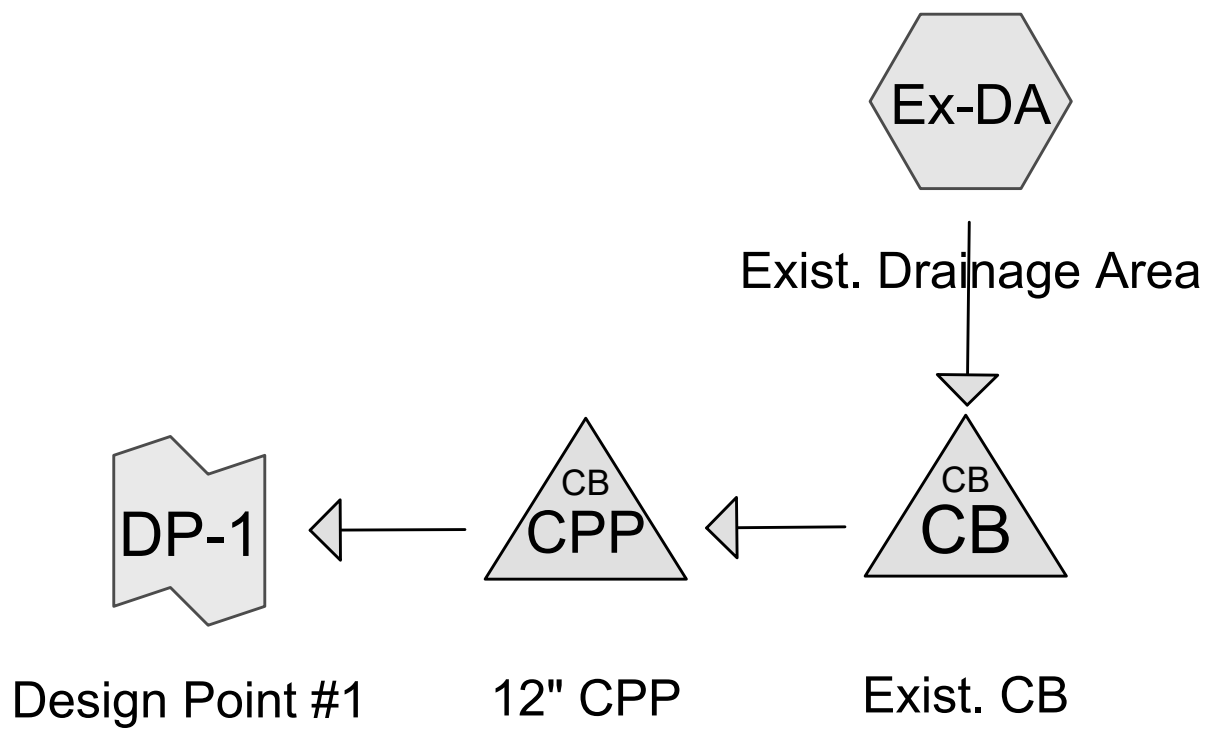 Ex-DA
Exist. Drainage Area
CB
CB
DP-1
CB
CPP
Design Point #1
12" CPP
Exist. CB